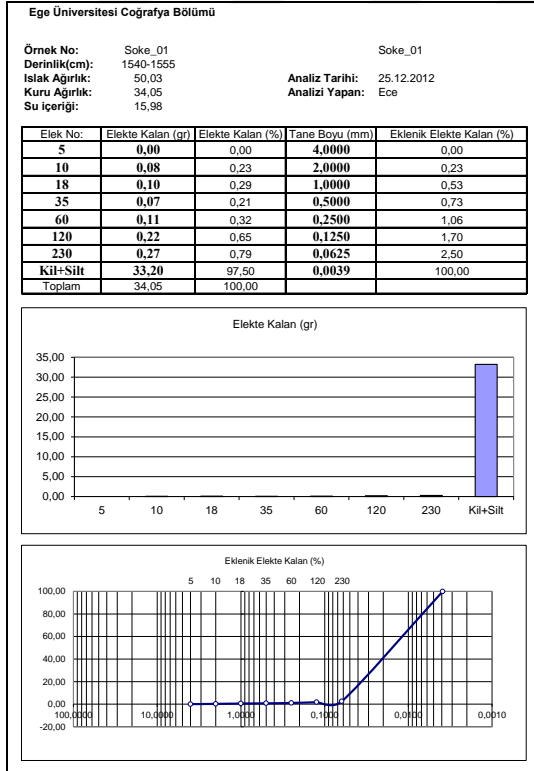 Ege Üniversitesi Coğrafya Bölümü
Örnek No: Soke_01 Soke_01
Derinlik(cm): 1540-1555
Islak Ağırlık: 50,03 Analiz Tarihi: 25.12.2012
Kuru Ağırlık: 34,05 Analizi Yapan: Ece
Su içeriği: 15,98
Elek No: Elekte Kalan (gr) Elekte Kalan (%) Tane Boyu (mm) Eklenik Elekte Kalan (%)
5 0,00 0,00 4,0000 0,00
10 0,08 0,23 2,0000 0,23
18 0,10 0,29 1,0000 0,53
35 0,07 0,21 0,5000 0,73
60 0,11 0,32 0,2500 1,06
120 0,22 0,65 0,1250 1,70
230 0,27 0,79 0,0625 2,50
Kil+Silt 33,20 97,50 0,0039 100,00
Toplam 34,05 100,00
Elekte Kalan (gr)
35,00
30,00
25,00
20,00
15,00
10,00
5,00
0,00
5 10 18 35 60 120 230 Kil+Silt
Eklenik Elekte Kalan (%)
5 10 18 35 60 120 230
100,00
80,00
60,00
40,00
20,00
0,00
100,0000 10,0000 1,0000 0,1000 0,0100 0,0010
-20,00